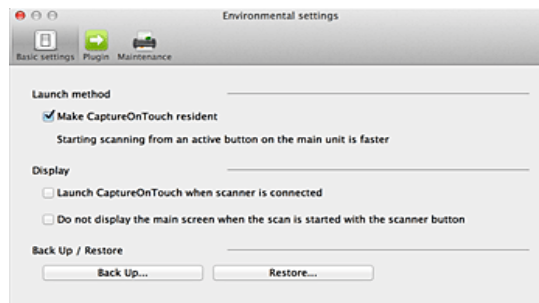 Environmental settings
Basic settings Plugin Maintenance
Launch method
Make CaptureOnTouch resident
Starting scanning from an active button on the main unit is faster
Display
Launch CaptureOnTouch when scanner is connected
Do not display the main screen when the scan is started with the scanner button
Back Up / Restore
Back Up... Restore...